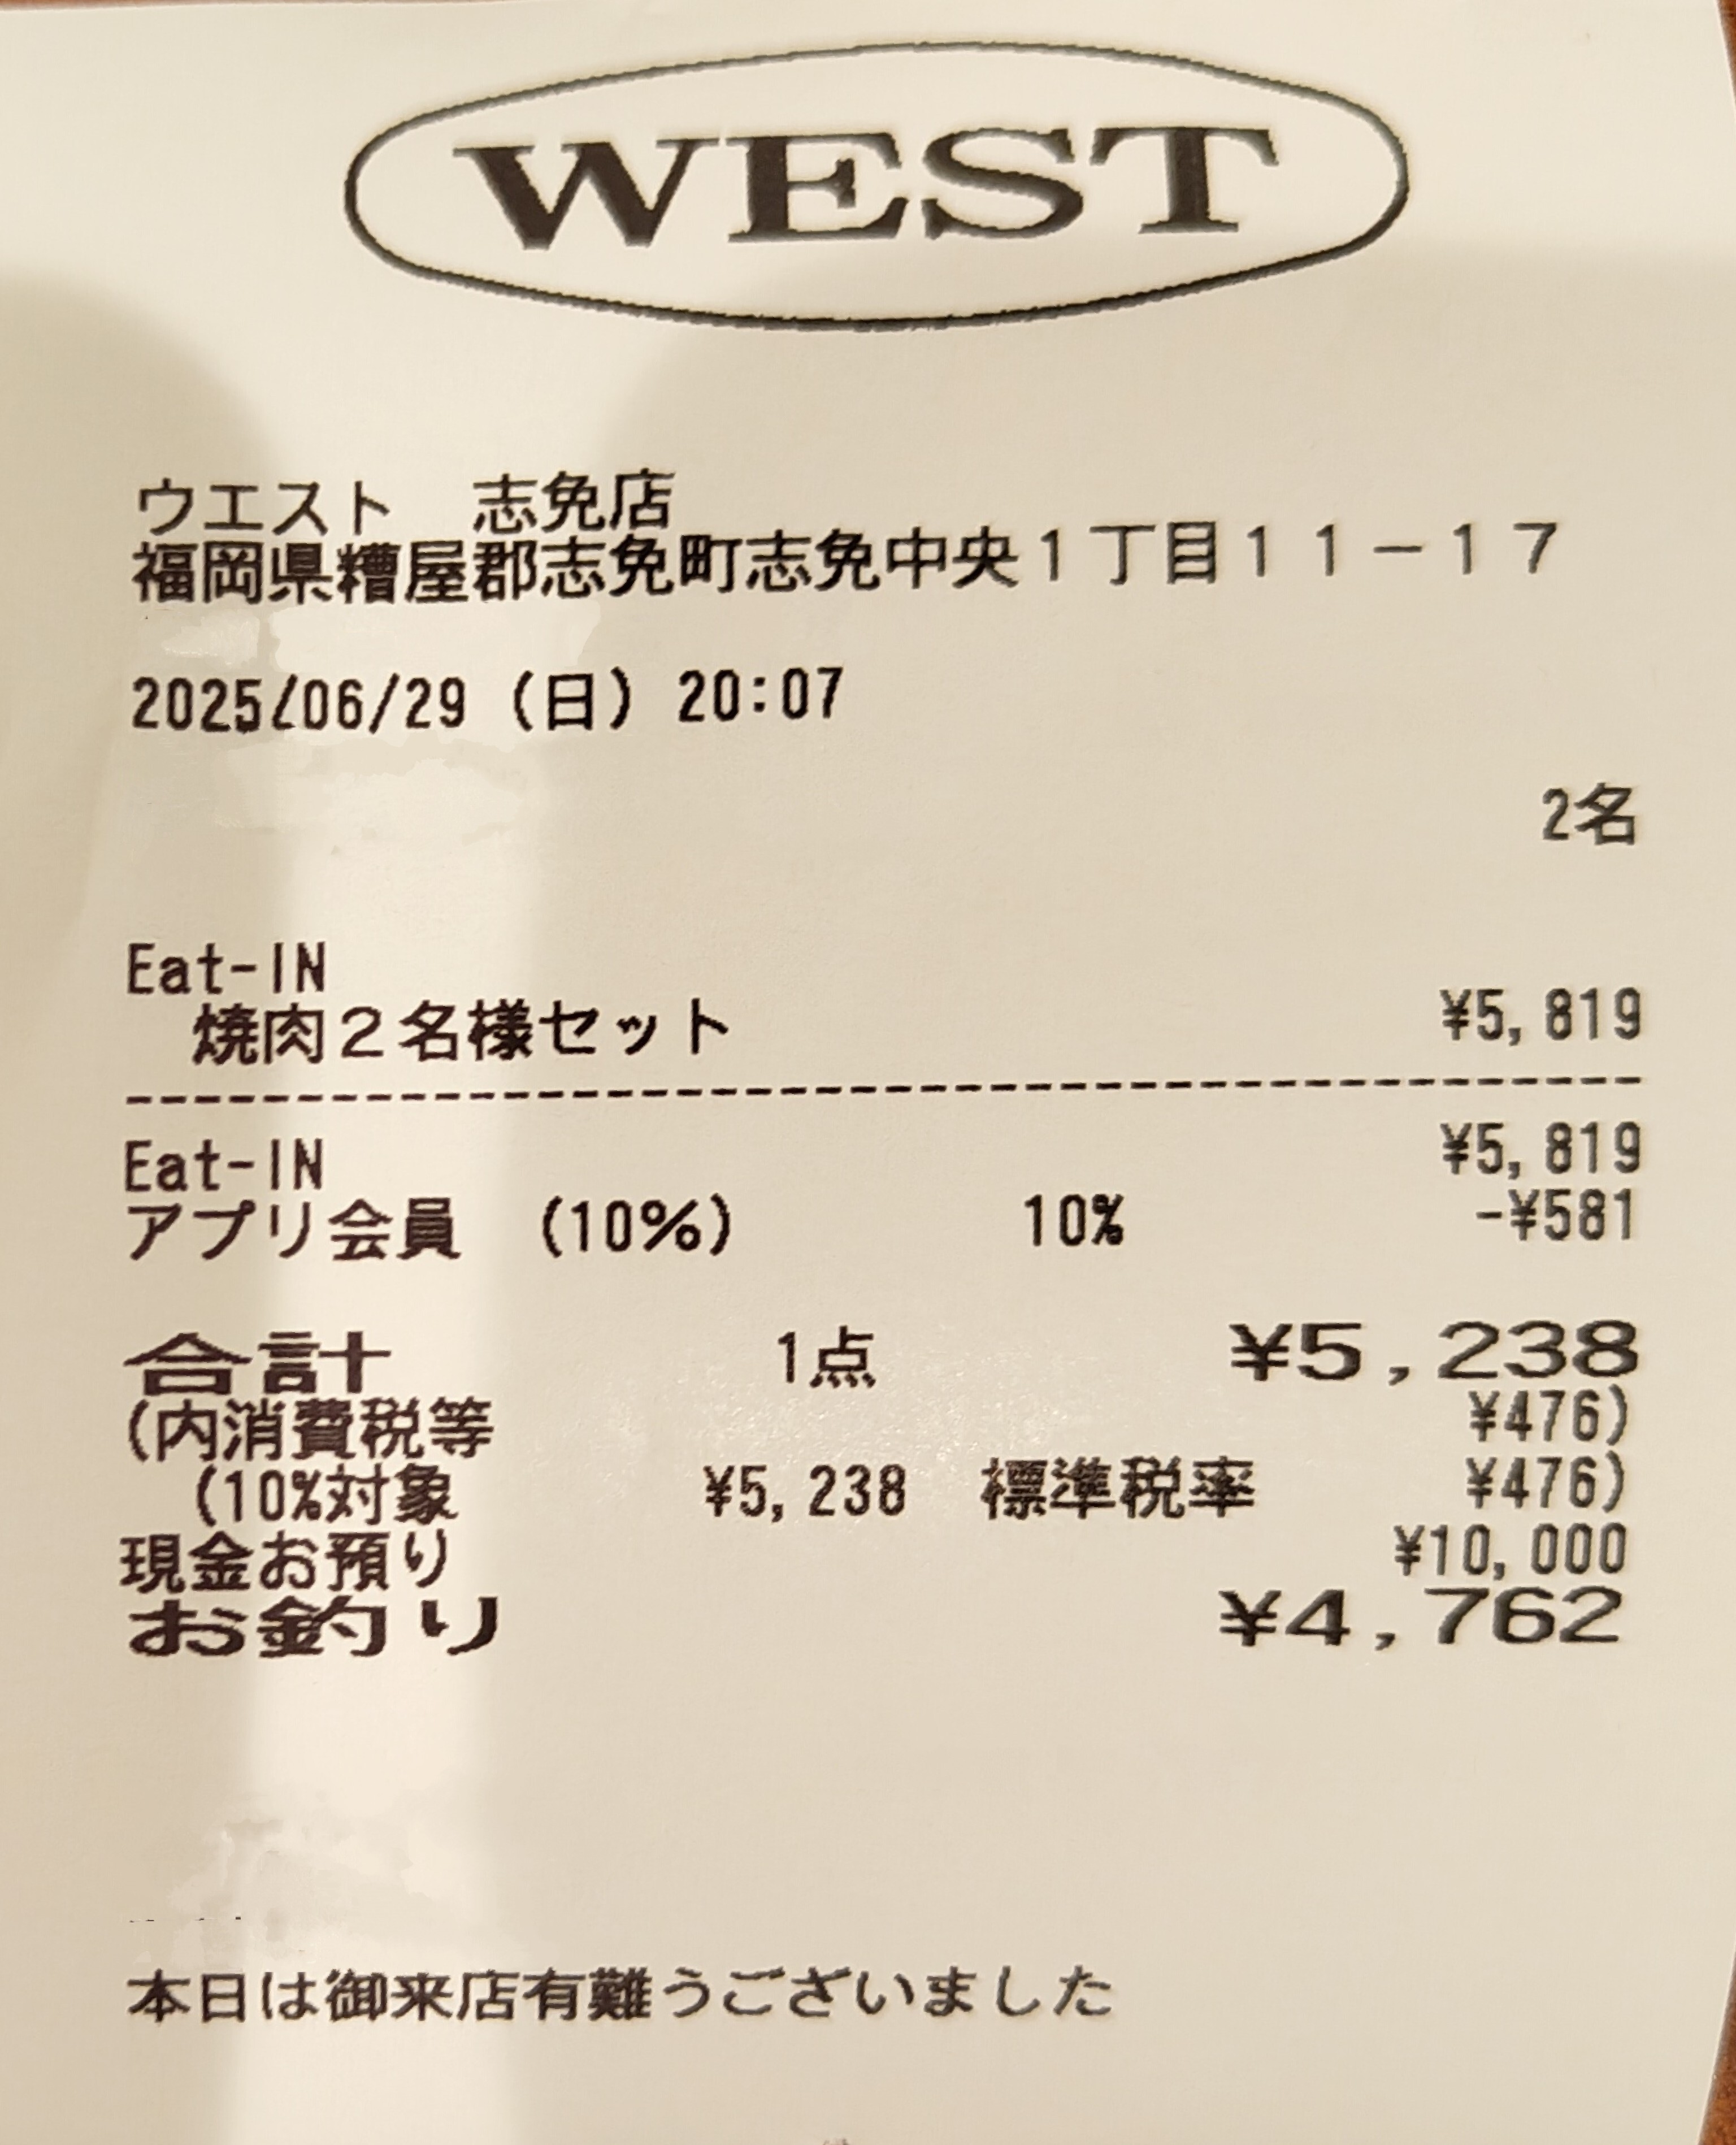 WEST
ウエスト　志免店
福岡県糟屋郡志免町志免中央１丁目１１－１７
2025/06/29 (日) 20:07
2名
Eat-IN
焼肉２名様セット ¥5,819
Eat-IN ¥5,819
アプリ会員 (10%) 10% -¥581
合計 1点 ¥5,238
(内消費税等 ¥476)
(10%対象 ¥5,238 標準税率 ¥476)
現金お預り ¥10,000
お釣り ¥4,762
本日は御来店有難うございました